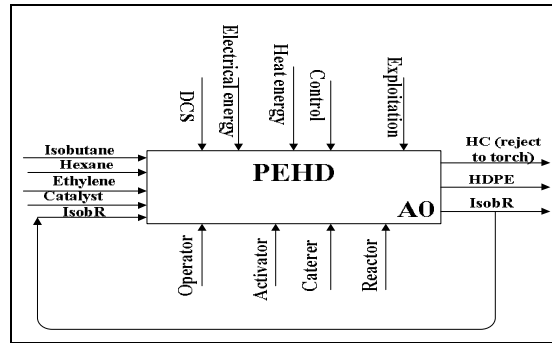 DCS
Electrical energy
Heat energy
Control
Exploitation
Isobutane
Hexane
Ethylene
Catalyst
IsobR
PEHD
A0
HC (reject
to torch)
HDPE
IsobR
Operator
Activator
Caterer
Reactor